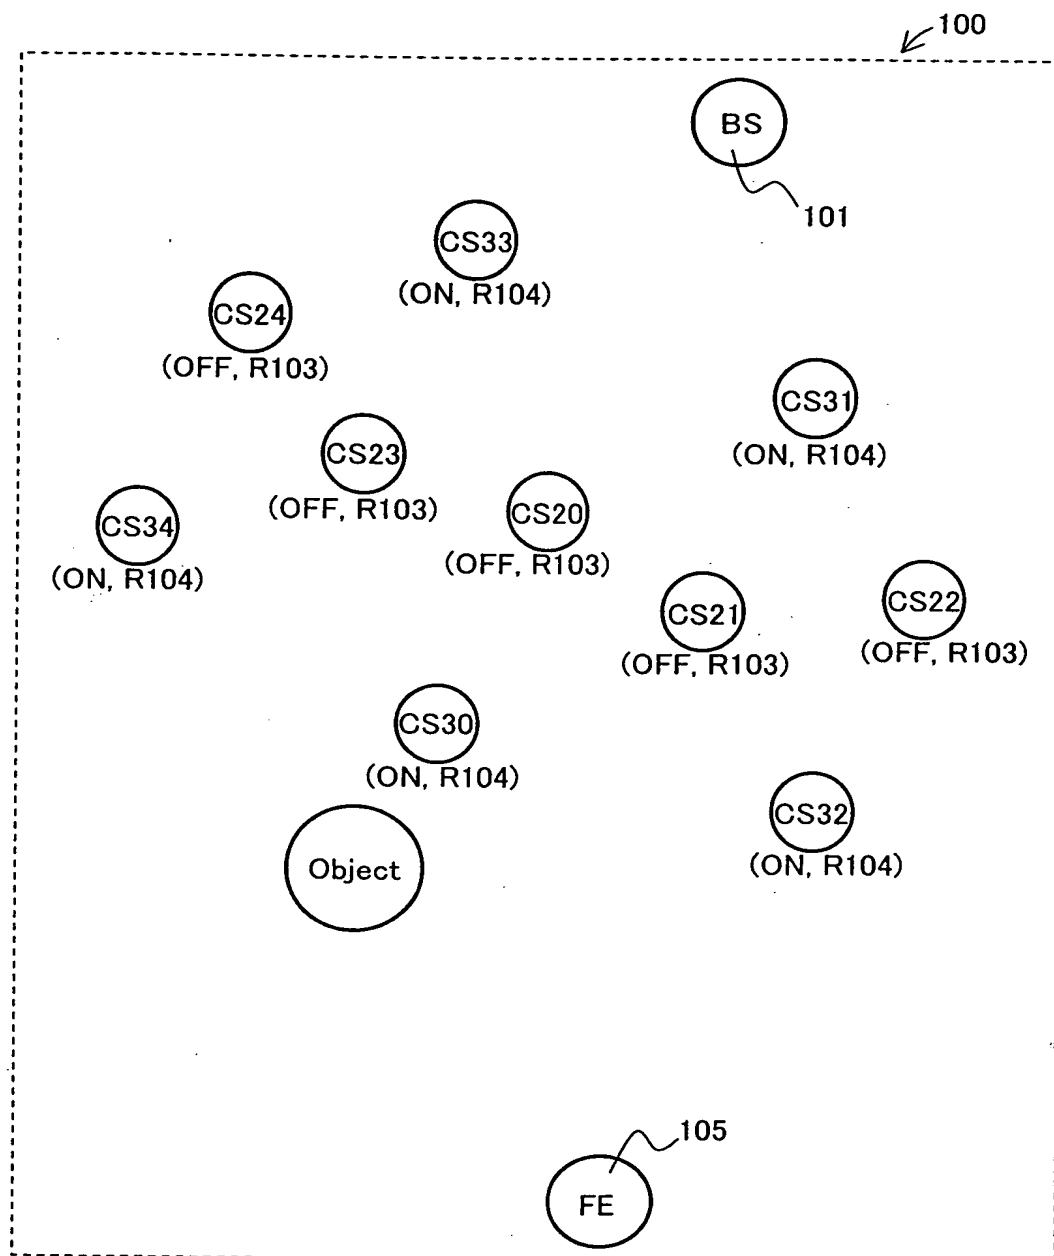 100
BS
101
CS33
(ON, R104)
CS24
(OFF, R103)
CS31
(ON, R104)
CS23
(OFF, R103)
CS20
(OFF, R103)
CS34
(ON, R104)
CS21
(OFF, R103)
CS22
(OFF, R103)
CS30
(ON, R104)
CS32
(ON, R104)
Object
105
FE